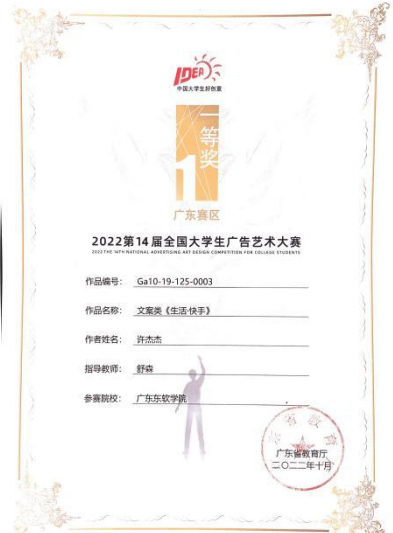 IDEA
中国大学生好创意
一等奖
1
广东赛区
2022第14届全国大学生广告艺术大赛
2022 THE 14TH NATIONAL ADVERTISING ART DESIGN COMPETITION FOR COLLEGE STUDENTS
作品编号: Ga10-19-125-0003
作品名称: 文案类《生活·快手》
作者姓名: 许杰杰
指导教师: 舒森
参赛院校: 广东东软学院
广东省教育厅
二〇二二年十月